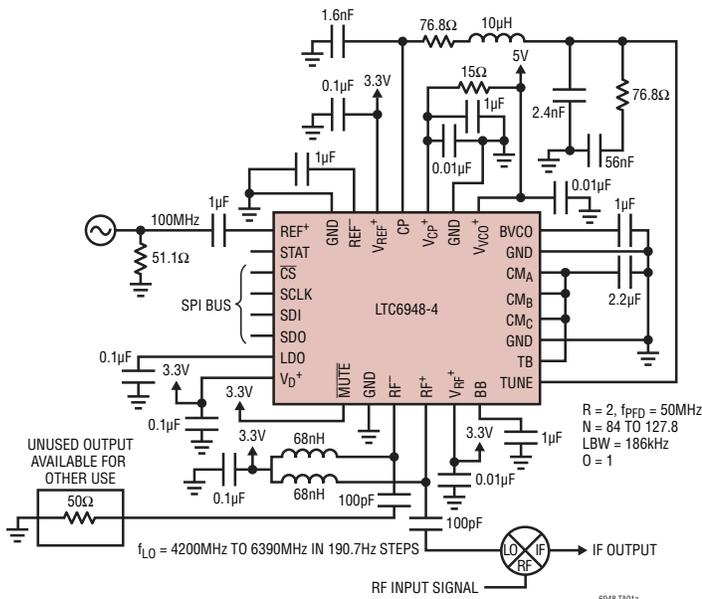 1.6nF
76.8Ω
10µH
5V
15Ω
0.1µF
3.3V
1µF
2.4nF
76.8Ω
0.01µF
56nF
1µF
0.01µF
1µF
1µF
100MHz
51.1Ω
REF+
GND
REF–
VREF+
CP
VCP+
GND
VVCO+
BVCO
STAT
GND
CS
CMA
SPI BUS
SCLK
LTC6948-4
CMB
2.2µF
SDI
CMC
SDO
GND
0.1µF
LDO
TB
3.3V
VD+
MUTE
GND
RF–
RF+
VRF+
BB
TUNE
3.3V
0.1µF
3.3V
68nH
3.3V
1µF
R = 2, fPFD = 50MHz
N = 84 TO 127.8
LBW = 186kHz
O = 1
UNUSED OUTPUT
AVAILABLE FOR
OTHER USE
0.1µF
68nH
0.01µF
50Ω
100pF
100pF
fLO = 4200MHz TO 6390MHz IN 190.7Hz STEPS
LO
IF
RF
IF OUTPUT
RF INPUT SIGNAL
6948 TA01a